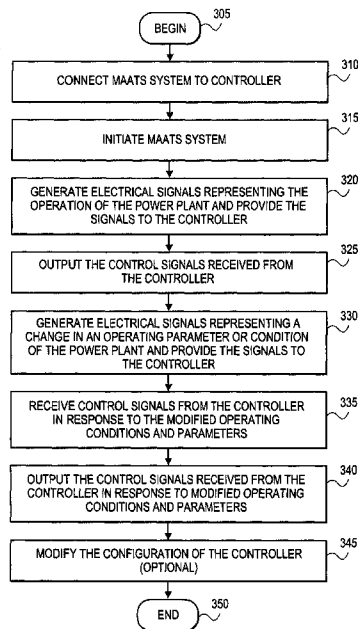 BEGIN
305
CONNECT MAATS SYSTEM TO CONTROLLER
310
INITIATE MAATS SYSTEM
315
GENERATE ELECTRICAL SIGNALS REPRESENTING THE
OPERATION OF THE POWER PLANT AND PROVIDE THE
SIGNALS TO THE CONTROLLER
320
OUTPUT THE CONTROL SIGNALS RECEIVED FROM
THE CONTROLLER
325
GENERATE ELECTRICAL SIGNALS REPRESENTING A
CHANGE IN AN OPERATING PARAMETER OR CONDITION
OF THE POWER PLANT AND PROVIDE THE SIGNALS TO
THE CONTROLLER
330
RECEIVE CONTROL SIGNALS FROM THE CONTROLLER
IN RESPONSE TO THE MODIFIED OPERATING
CONDITIONS AND PARAMETERS
335
OUTPUT THE CONTROL SIGNALS RECEIVED FROM THE
CONTROLLER IN RESPONSE TO MODIFIED OPERATING
CONDITIONS AND PARAMETERS
340
MODIFY THE CONFIGURATION OF THE CONTROLLER
(OPTIONAL)
345
END
350